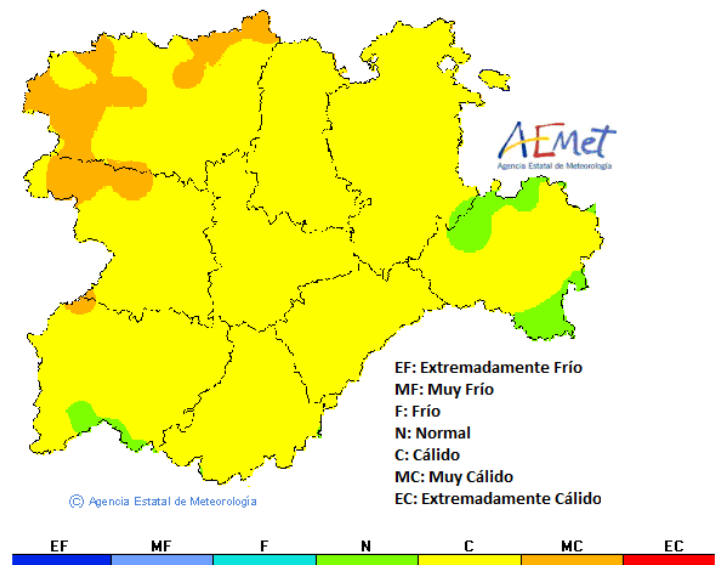 AEMet
Agencia Estatal de Meteorología
EF: Extremadamente Frío
MF: Muy Frío
F: Frío
N: Normal
C: Cálido
MC: Muy Cálido
EC: Extremadamente Cálido
(C) Agencia Estatal de Meteorología
EF MF F N C MC EC